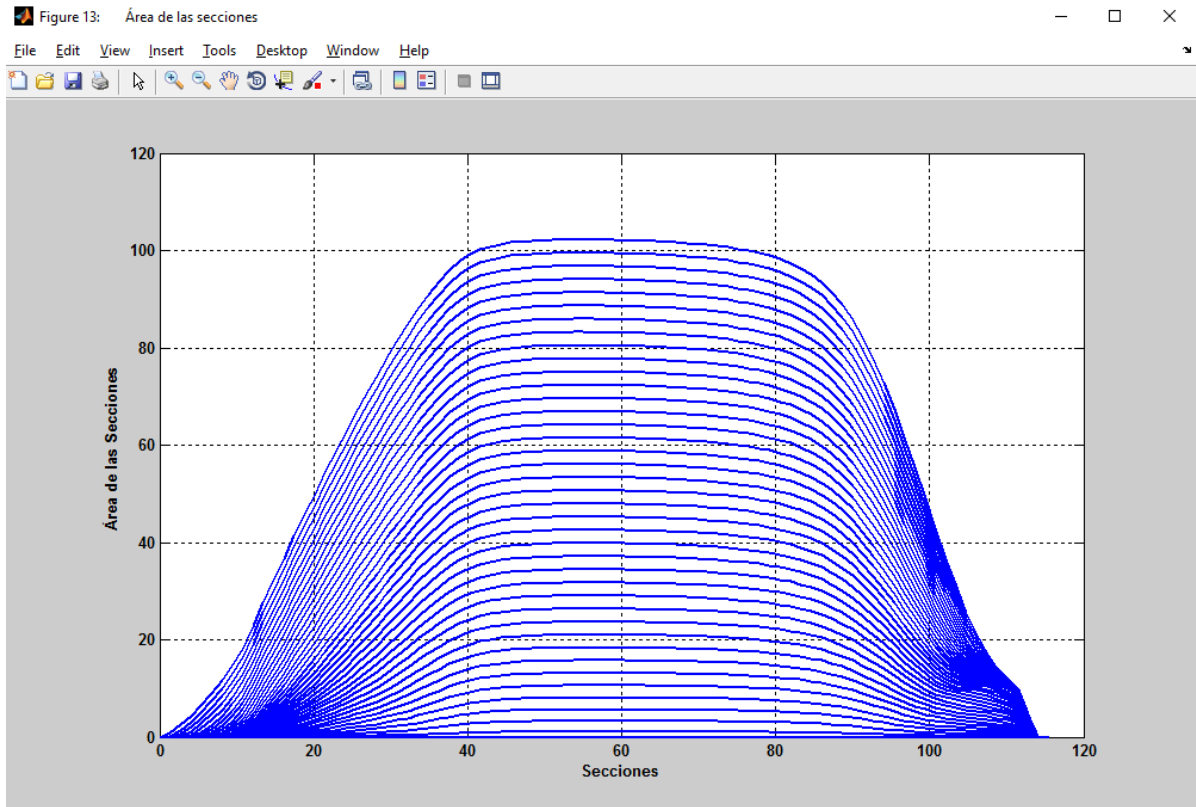 Figure 13: Área de las secciones
File Edit View Insert Tools Desktop Window Help
120
100
80
60
40
20
0
Área de las Secciones
0 20 40 60 80 100 120
Secciones